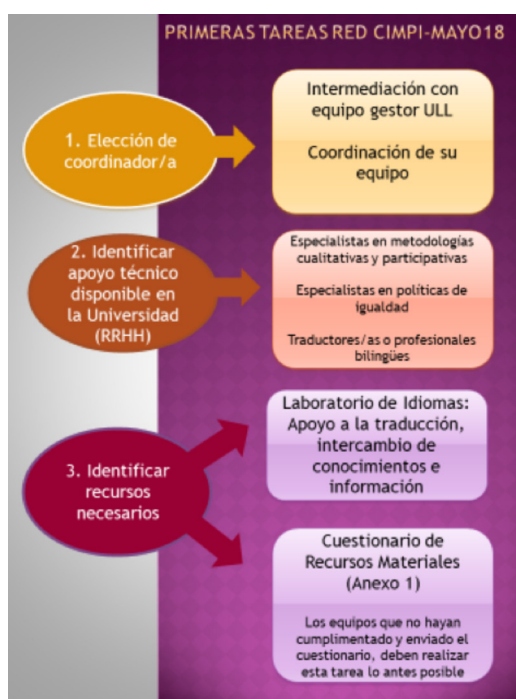 PRIMERAS TAREAS RED CIMPI-MAYO18
1. Elección de
coordinador/a
Intermediación con
equipo gestor ULL
Coordinación de su
equipo
2. Identificar
apoyo técnico
disponible en
la Universidad
(RRHH)
Especialistas en metodologías
cualitativas y participativas
Especialistas en políticas de
igualdad
Traductores/as o profesionales
bilingües
3. Identificar
recursos
necesarios
Laboratorio de Idiomas:
Apoyo a la traducción,
intercambio de
conocimientos e
información
Cuestionario de
Recursos Materiales
(Anexo 1)
Los equipos que no hayan
cumplimentado y enviado el
cuestionario, deben realizar
esta tarea lo antes posible